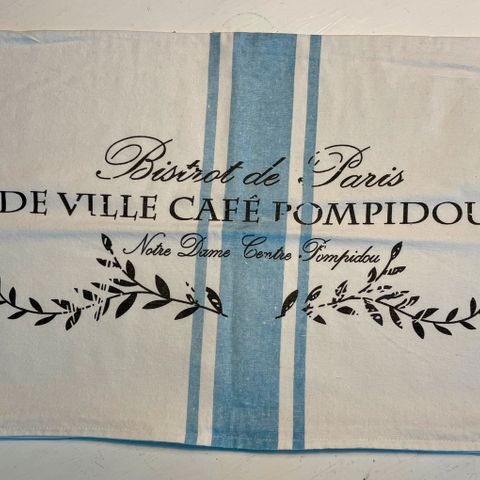 Bistrot de Paris
DE VILLE CAFÉ POMPIDOU
Notre Dame Centre Pompidou